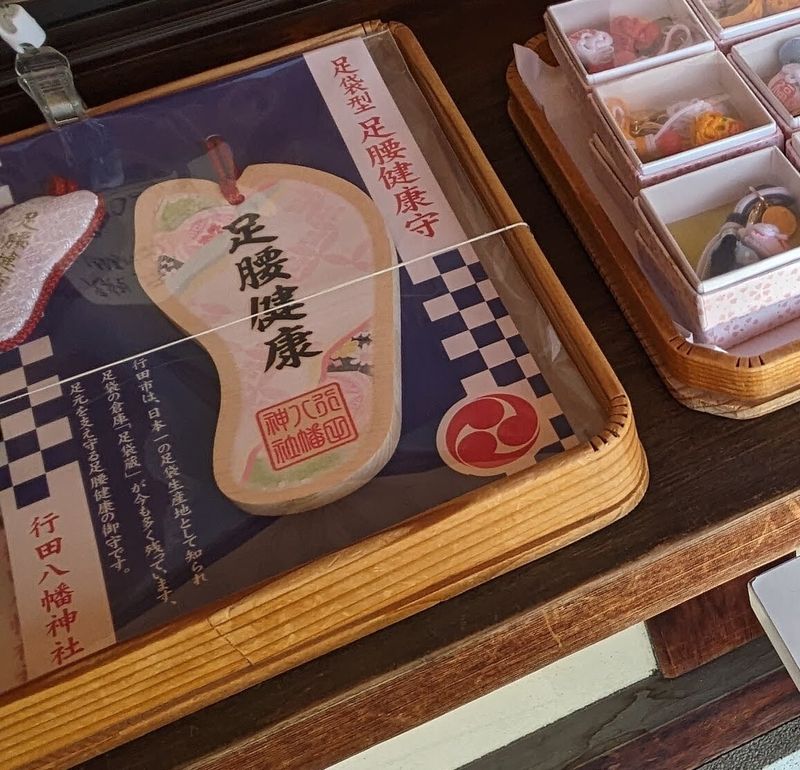 足袋型 足腰健康守
足腰健康
行田
八幡
神社
行田市は、日本一の足袋生産地として知られ
足袋の倉庫「足袋蔵」が今も多く残っています、
足元を支え守る足腰健康の御守です。
行田八幡神社